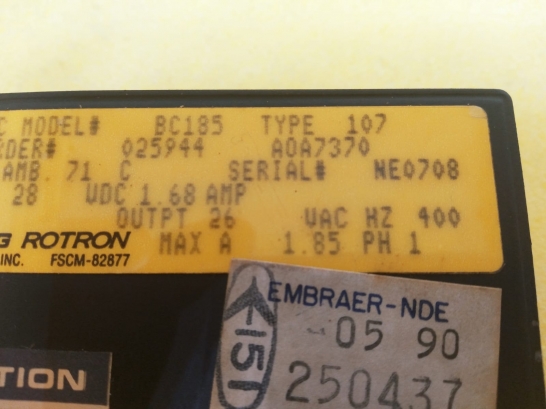 C MODEL# BC185 TYPE 107
RDER# 025944 A0A7370
AMB. 71 C SERIAL# NE0708
28 VDC 1.68 AMP
OUTPT 26 VAC HZ 400
G ROTRON MAX A 1.85 PH 1
INC. FSCM-82877
EMBRAER-NDE
151
05 90
250437
TION